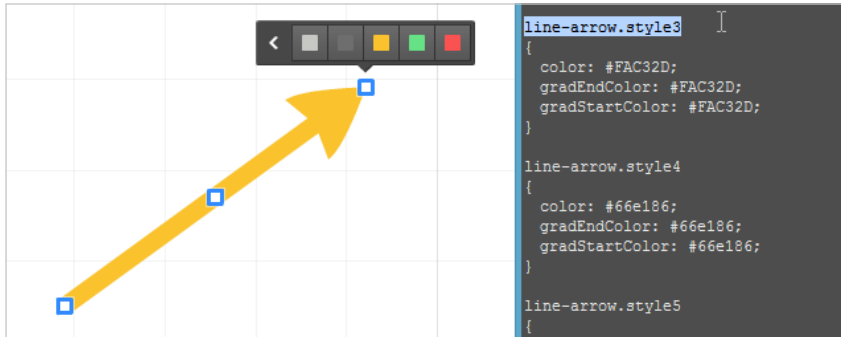 line-arrow.style3
{
color: #FAC32D;
gradEndColor: #FAC32D;
gradStartColor: #FAC32D;
}
line-arrow.style4
{
color: #66e186;
gradEndColor: #66e186;
gradStartColor: #66e186;
}
line-arrow.style5
{